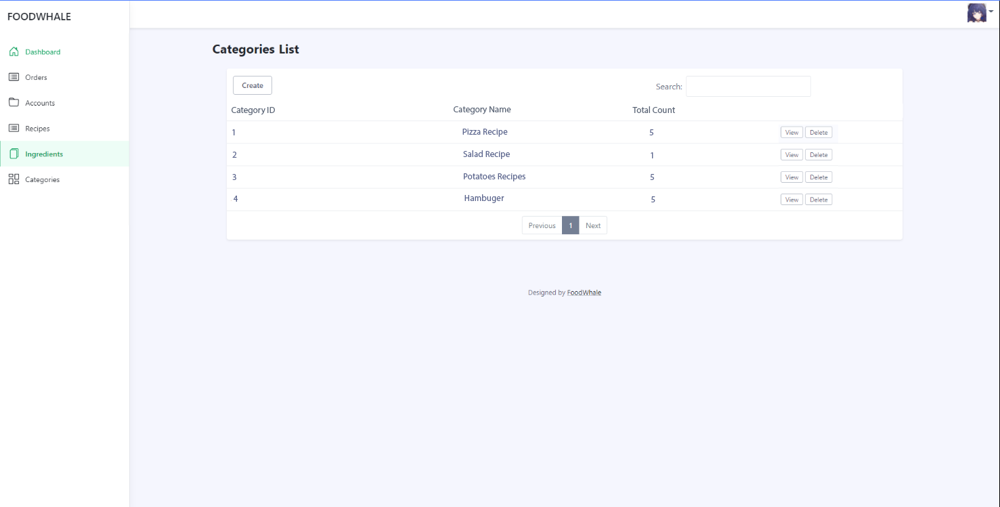 FOODWHALE
Dashboard
Orders
Accounts
Recipes
Ingredients
Categories
Categories List
Create
Search:
Category ID Category Name Total Count
1 Pizza Recipe 5 View Delete
2 Salad Recipe 1 View Delete
3 Potatoes Recipes 5 View Delete
4 Hambuger 5 View Delete
Previous 1 Next
Designed by FoodWhale